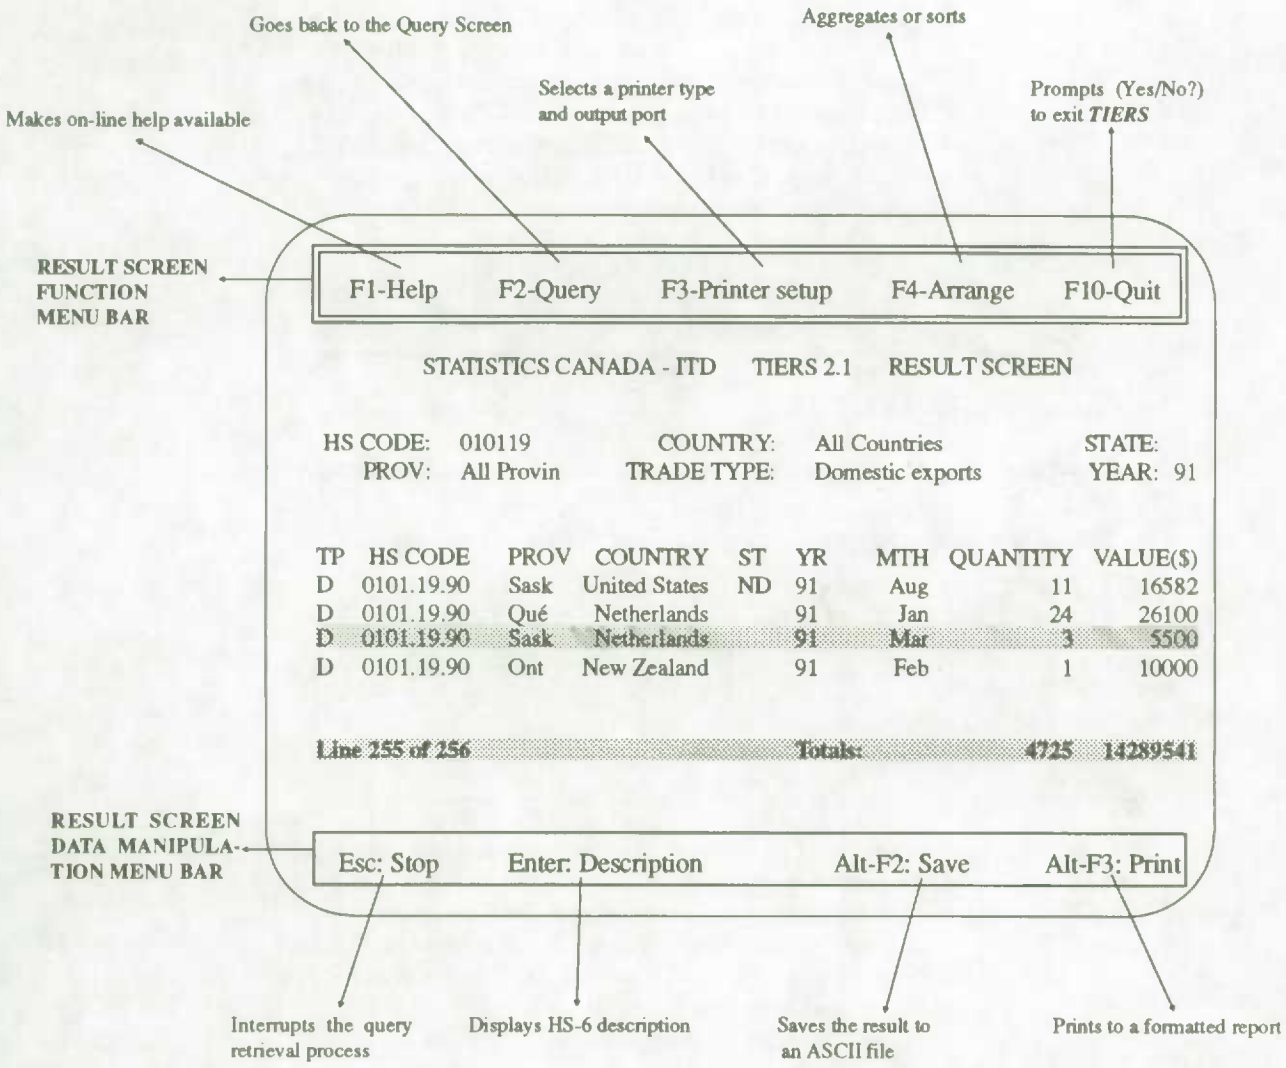 Goes back to the Query Screen
Aggregates or sorts
Selects a printer type
and output port
Prompts (Yes/No?)
to exit TIERS
Makes on-line help available
RESULT SCREEN
FUNCTION
MENU BAR
F1-Help F2-Query F3-Printer setup F4-Arrange F10-Quit
STATISTICS CANADA - ITD TIERS 2.1 RESULT SCREEN
HS CODE: 010119 COUNTRY: All Countries STATE:
PROV: All Provin TRADE TYPE: Domestic exports YEAR: 91
TP HS CODE PROV COUNTRY ST YR MTH QUANTITY VALUE($)
D 0101.19.90 Sask United States ND 91 Aug 11 16582
D 0101.19.90 Qué Netherlands 91 Jan 24 26100
D 0101.19.90 Sask Netherlands 91 Mar 3 5500
D 0101.19.90 Ont New Zealand 91 Feb 1 10000
Line 255 of 256 Totals: 4725 14289541
RESULT SCREEN
DATA MANIPULA-
TION MENU BAR
Esc: Stop Enter: Description Alt-F2: Save Alt-F3: Print
Interrupts the query
retrieval process
Displays HS-6 description
Saves the result to
an ASCII file
Prints to a formatted report